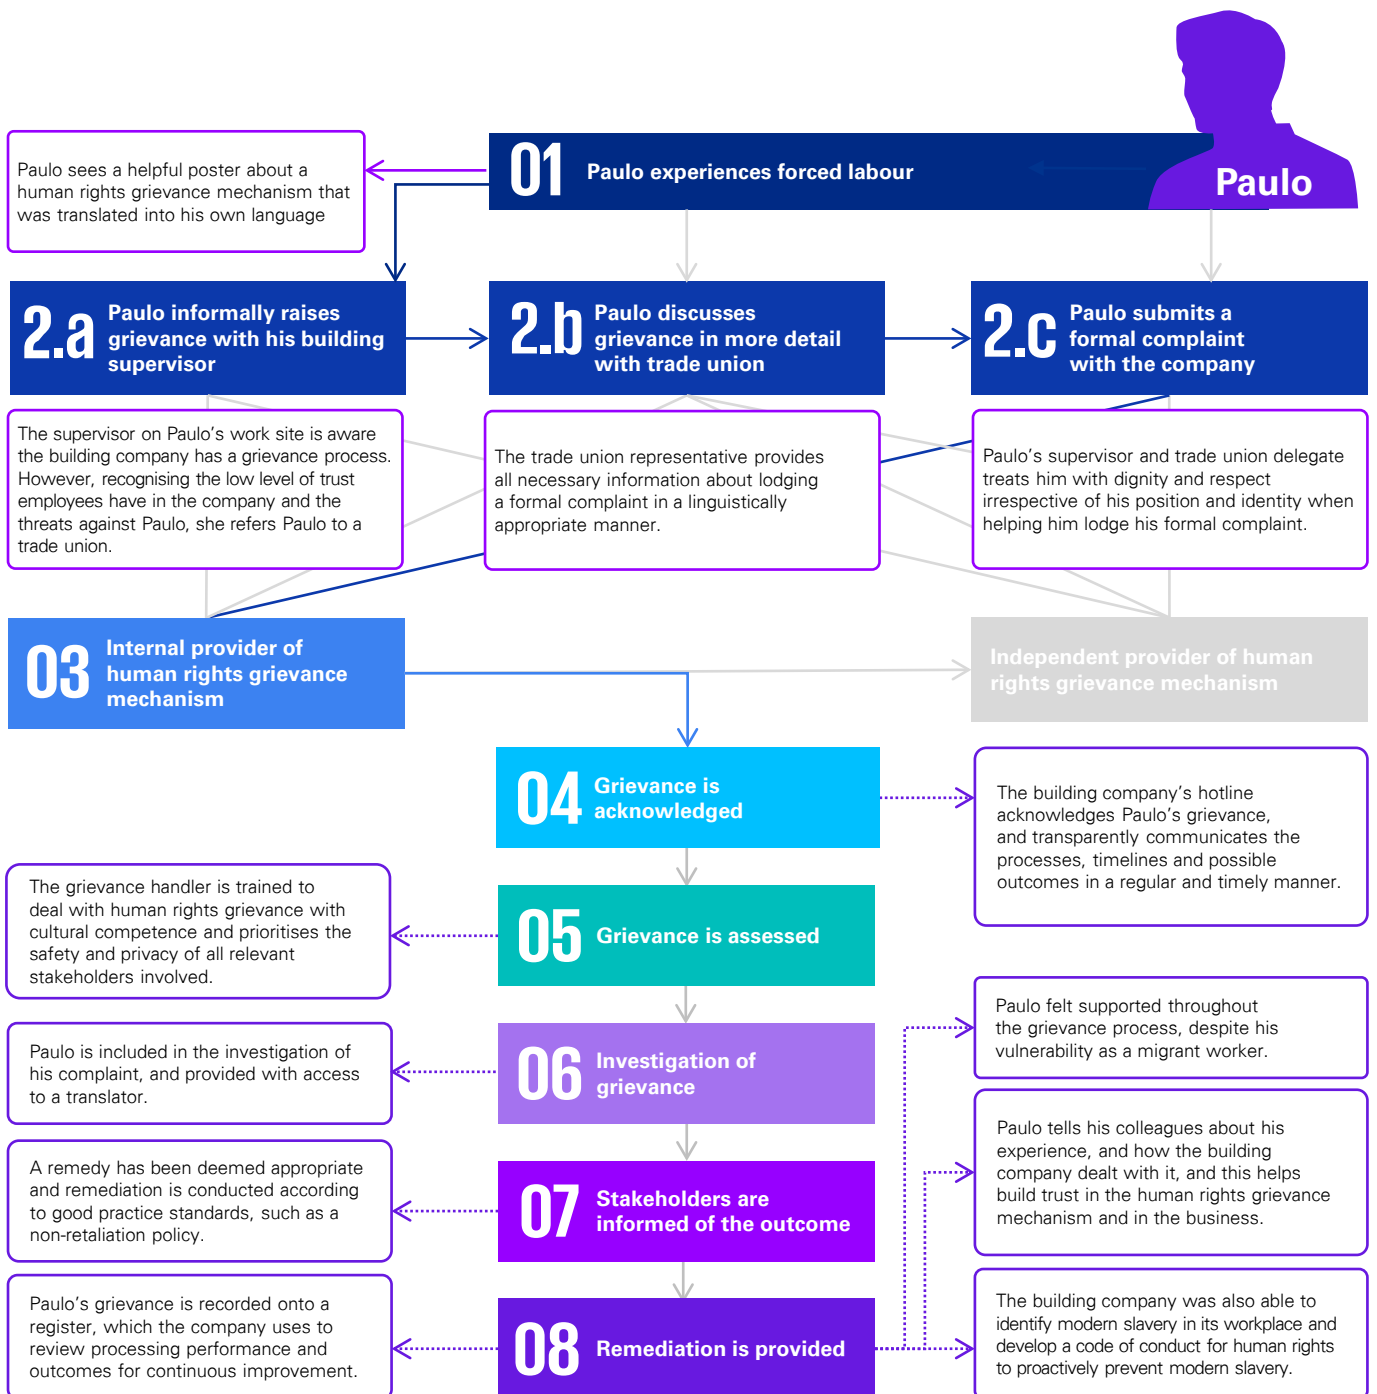 Paulo
01
Paulo experiences forced labour
Paulo sees a helpful poster about a
human rights grievance mechanism that
was translated into his own language
2.a
Paulo informally raises
grievance with his building
supervisor
2.b
Paulo discusses
grievance in more detail
with trade union
2.c
Paulo submits a
formal complaint
with the company
The supervisor on Paulo's work site is aware
the building company has a grievance process.
However, recognising the low level of trust
employees have in the company and the
threats against Paulo, she refers Paulo to a
trade union.
The trade union representative provides
all necessary information about lodging
a formal complaint in a linguistically
appropriate manner.
Paulo's supervisor and trade union delegate
treats him with dignity and respect
irrespective of his position and identity when
helping him lodge his formal complaint.
03
Internal provider of
human rights grievance
mechanism
Independent provider of human
rights grievance mechanism
04
Grievance is
acknowledged
The building company's hotline
acknowledges Paulo's grievance,
and transparently communicates the
processes, timelines and possible
outcomes in a regular and timely manner.
The grievance handler is trained to
deal with human rights grievance with
cultural competence and prioritises the
safety and privacy of all relevant
stakeholders involved.
05
Grievance is assessed
Paulo is included in the investigation of
his complaint, and provided with access
to a translator.
06
Investigation of
grievance
A remedy has been deemed appropriate
and remediation is conducted according
to good practice standards, such as a
non-retaliation policy.
07
Stakeholders are
informed of the outcome
Paulo's grievance is recorded onto a
register, which the company uses to
review processing performance and
outcomes for continuous improvement.
08
Remediation is provided
Paulo felt supported throughout
the grievance process, despite his
vulnerability as a migrant worker.
Paulo tells his colleagues about his
experience, and how the building
company dealt with it, and this helps
build trust in the human rights grievance
mechanism and in the business.
The building company was also able to
identify modern slavery in its workplace and
develop a code of conduct for human rights
to proactively prevent modern slavery.